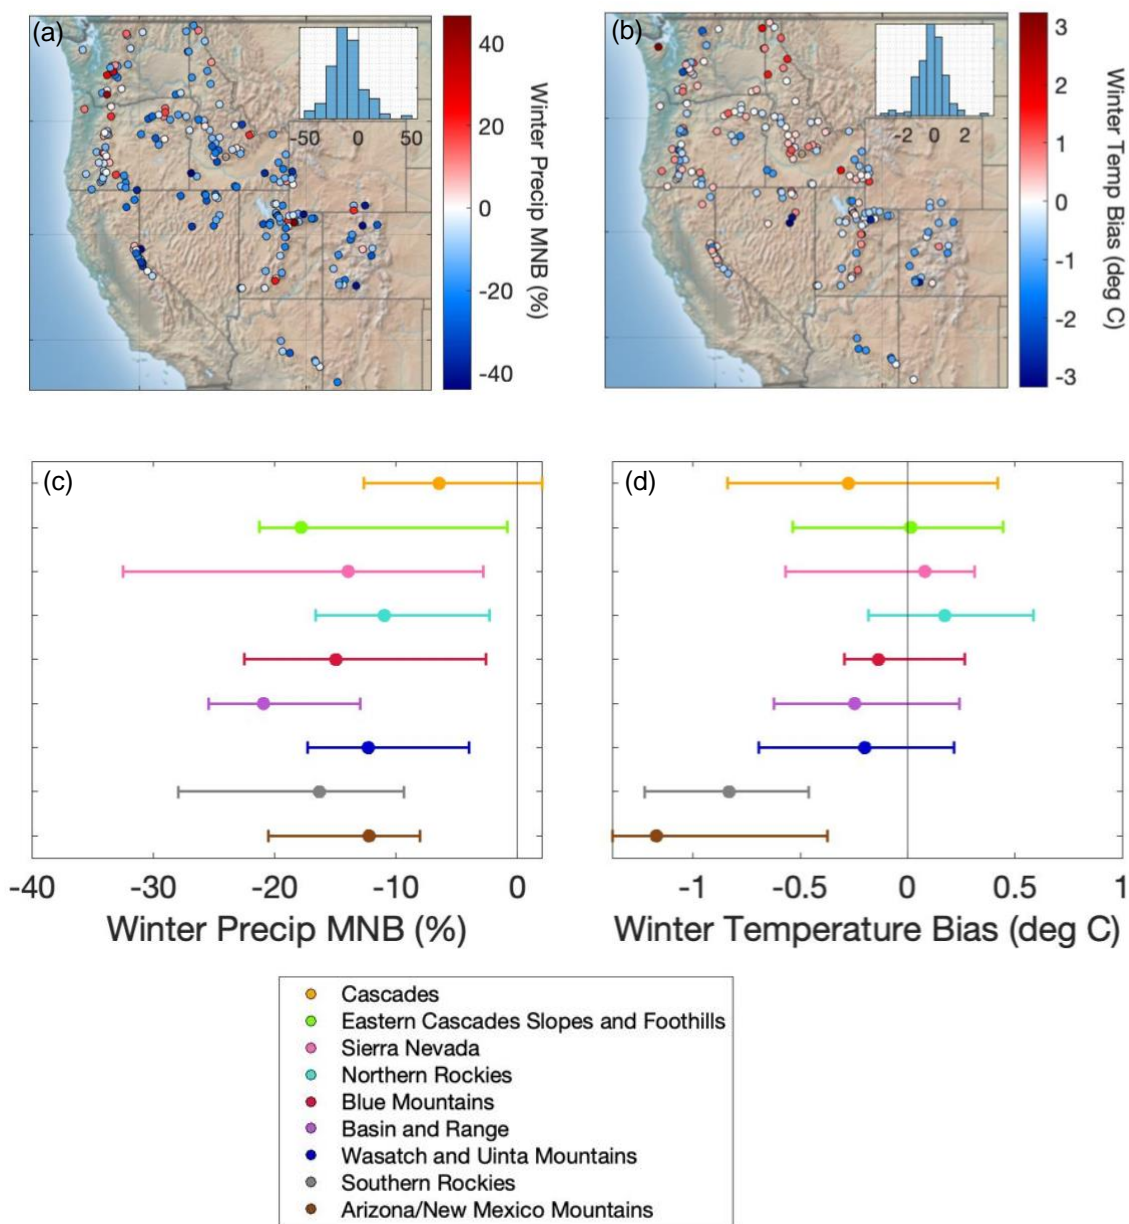 (a)
-50 0 50
40
20
0
-20
-40
Winter Precip MNB (%)
(b)
-2 0 2
3
2
1
0
-1
-2
-3
Winter Temp Bias (deg C)
(c)
-40 -30 -20 -10 0
Winter Precip MNB (%)
(d)
-1 -0.5 0 0.5 1
Winter Temperature Bias (deg C)
Cascades
Eastern Cascades Slopes and Foothills
Sierra Nevada
Northern Rockies
Blue Mountains
Basin and Range
Wasatch and Uinta Mountains
Southern Rockies
Arizona/New Mexico Mountains